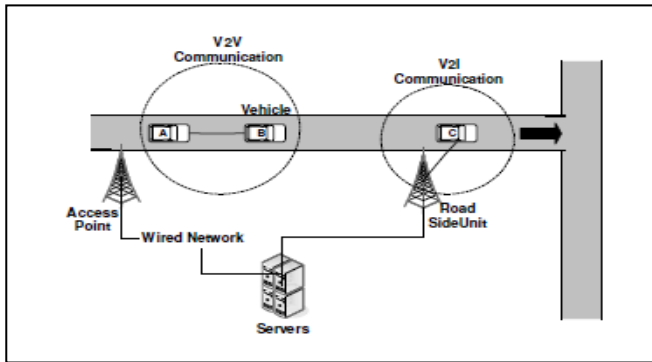 V2V
Communication
V2I
Communication
Vehicle
A
B
C
Access
Point
Road
SideUnit
Wired Network
Servers